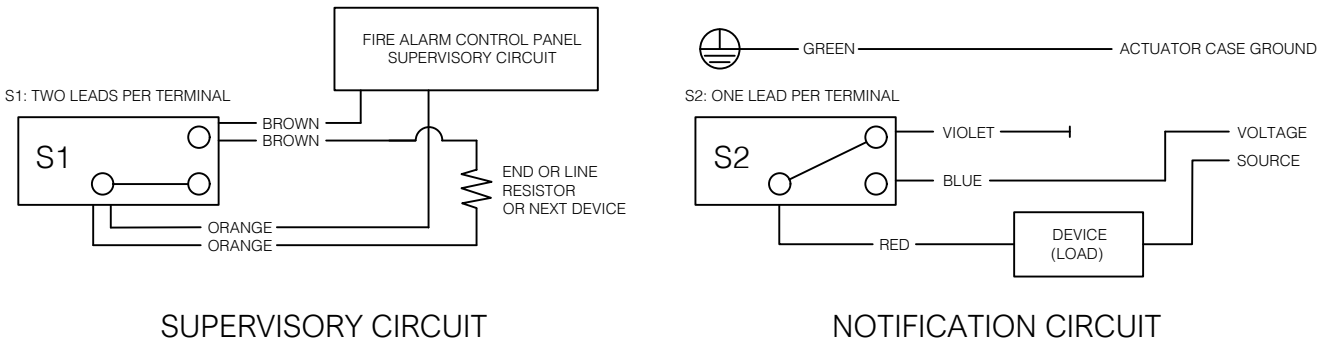 FIRE ALARM CONTROL PANEL
SUPERVISORY CIRCUIT
S1: TWO LEADS PER TERMINAL
S1
BROWN
BROWN
END OR LINE
RESISTOR
OR NEXT DEVICE
ORANGE
ORANGE
SUPERVISORY CIRCUIT
GREEN
ACTUATOR CASE GROUND
S2: ONE LEAD PER TERMINAL
S2
VIOLET
VOLTAGE
SOURCE
BLUE
RED
DEVICE
(LOAD)
NOTIFICATION CIRCUIT